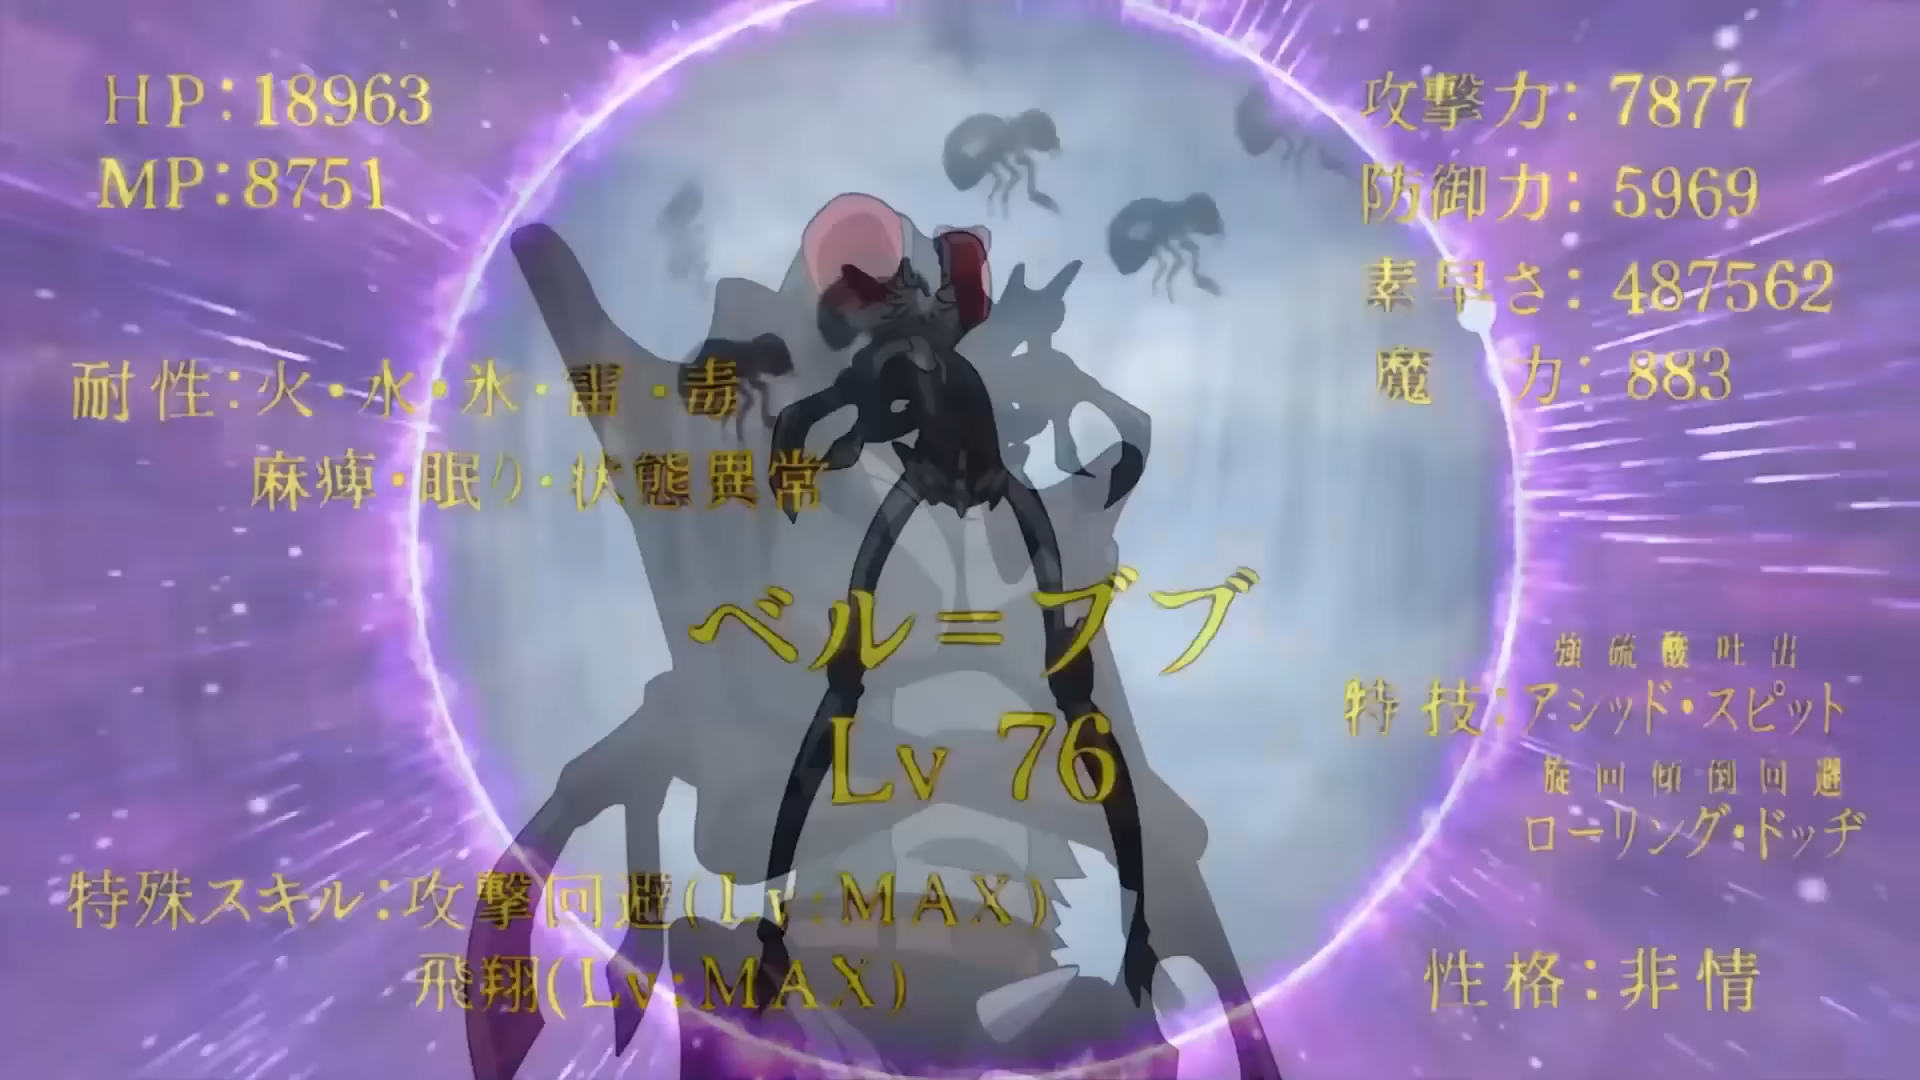 HP:18963
MP:8751
耐性:火・水・氷・雷・毒
麻痺・眠り・状態異常
攻撃力: 7877
防御力: 5969
素早さ: 487562
魔 力: 883
ベル=ブブ
Lv 76
強硫酸吐出
特技:アシッド・スピット
旋回傾倒回避
ローリング・ドッヂ
特殊スキル:攻撃回避(Lv:MAX)
飛翔(Lv:MAX)
性格:非情